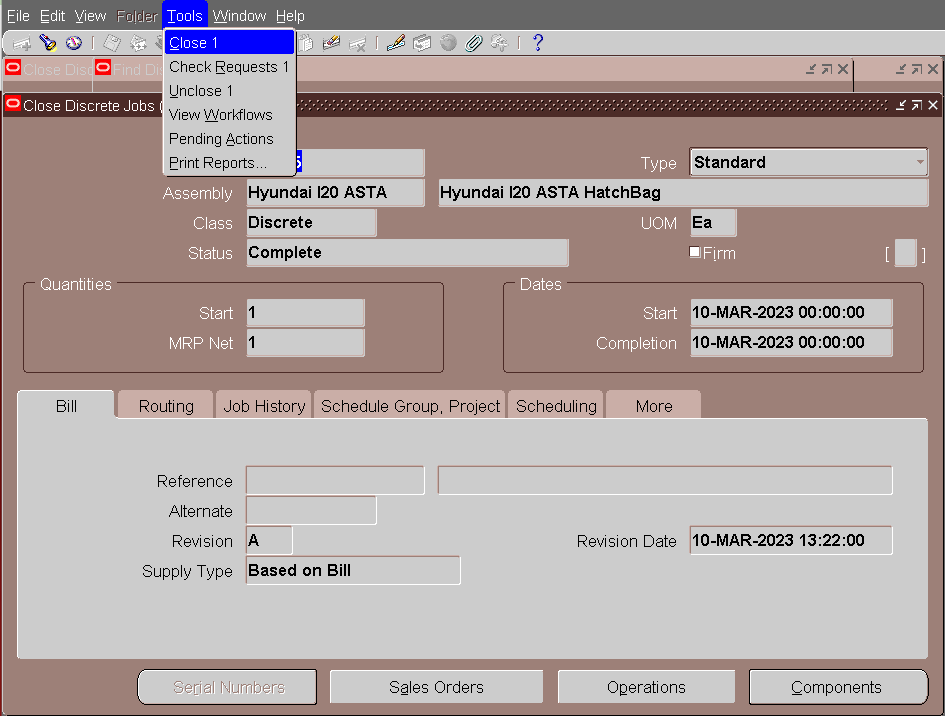 File Edit View Folder Tools Window Help
Close 1
Check Requests 1
Unclose 1
View Workflows
Pending Actions
Print Reports...
Close Disc Find Dis
Close Discrete Jobs (
5 Type Standard
Assembly Hyundai I20 ASTA Hyundai I20 ASTA HatchBag
Class Discrete UOM Ea
Status Complete Firm [ ]
Quantities Dates
Start 1 Start 10-MAR-2023 00:00:00
MRP Net 1 Completion 10-MAR-2023 00:00:00
Bill Routing Job History Schedule Group, Project Scheduling More
Reference
Alternate
Revision A Revision Date 10-MAR-2023 13:22:00
Supply Type Based on Bill
Serial Numbers Sales Orders Operations Components